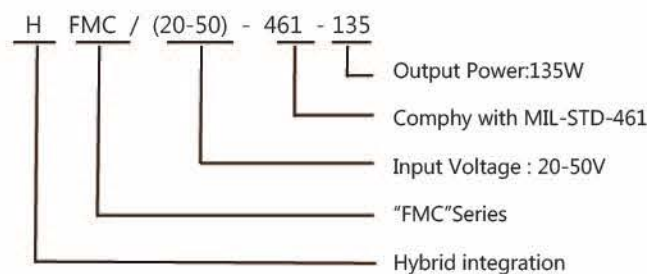 H FMC / (20-50) - 461 - 135
Output Power:135W
Comphy with MIL-STD-461
Input Voltage : 20-50V
"FMC"Series
Hybrid integration